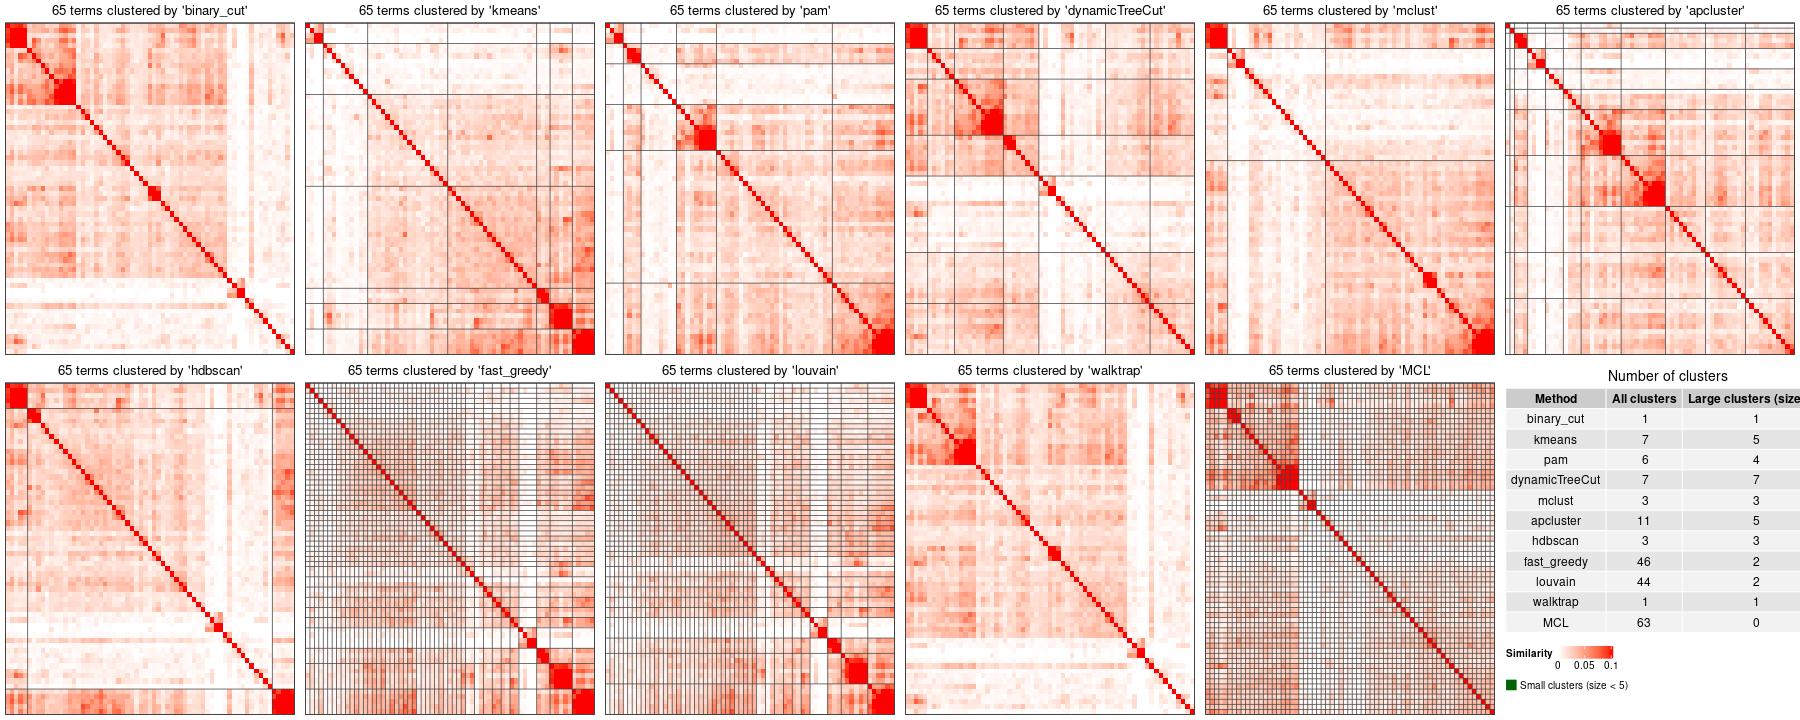 65 terms clustered by 'binary_cut'
65 terms clustered by 'kmeans'
65 terms clustered by 'pam'
65 terms clustered by 'dynamicTreeCut'
65 terms clustered by 'mclust'
65 terms clustered by 'apcluster'
65 terms clustered by 'hdbscan'
65 terms clustered by 'fast_greedy'
65 terms clustered by 'louvain'
65 terms clustered by 'walktrap'
65 terms clustered by 'MCL'
Number of clusters
Method All clusters Large clusters (size
binary_cut 1 1
kmeans 7 5
pam 6 4
dynamicTreeCut 7 7
mclust 3 3
apcluster 11 5
hdbscan 3 3
fast_greedy 46 2
louvain 44 2
walktrap 1 1
MCL 63 0
Similarity
0 0.05 0.1
Small clusters (size < 5)